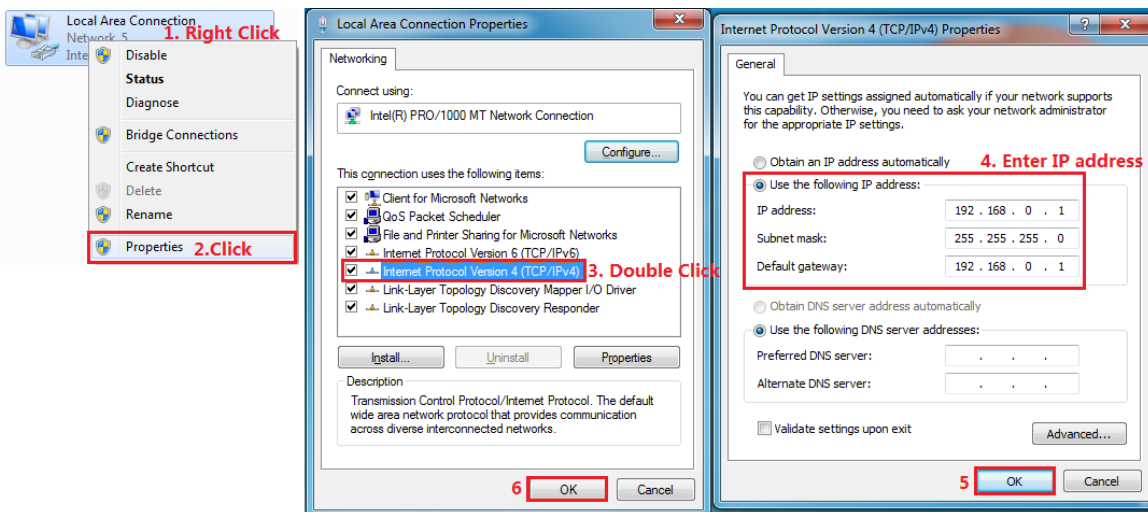 Local Area Connection
Network 5
1. Right Click
Inte
Disable
Status
Diagnose
Bridge Connections
Create Shortcut
Delete
Rename
Properties
2.Click
Local Area Connection Properties
Networking
Connect using:
Intel(R) PRO/1000 MT Network Connection
Configure...
This connection uses the following items:
Client for Microsoft Networks
QoS Packet Scheduler
File and Printer Sharing for Microsoft Networks
Internet Protocol Version 6 (TCP/IPv6)
Internet Protocol Version 4 (TCP/IPv4)
3. Double Click
Link-Layer Topology Discovery Mapper I/O Driver
Link-Layer Topology Discovery Responder
Install...
Uninstall
Properties
Description
Transmission Control Protocol/Internet Protocol. The default
wide area network protocol that provides communication
across diverse interconnected networks.
6
OK
Cancel
Internet Protocol Version 4 (TCP/IPv4) Properties
General
You can get IP settings assigned automatically if your network supports
this capability. Otherwise, you need to ask your network administrator
for the appropriate IP settings.
Obtain an IP address automatically
4. Enter IP address
Use the following IP address:
IP address:
192 . 168 . 0 . 1
Subnet mask:
255 . 255 . 255 . 0
Default gateway:
192 . 168 . 0 . 1
Obtain DNS server address automatically
Use the following DNS server addresses:
Preferred DNS server:
. . .
Alternate DNS server:
. . .
Validate settings upon exit
Advanced...
5
OK
Cancel